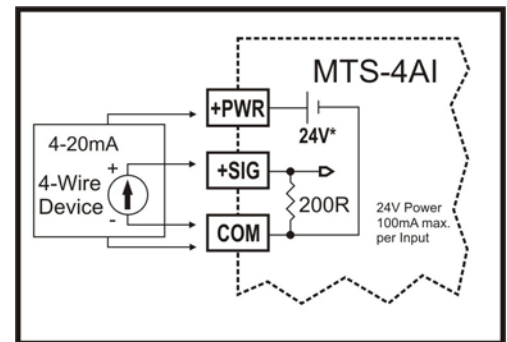 MTS-4AI
+PWR
24V*
4-20mA
+
4-Wire
Device
-
+SIG
200R
COM
24V Power
100mA max.
per Input